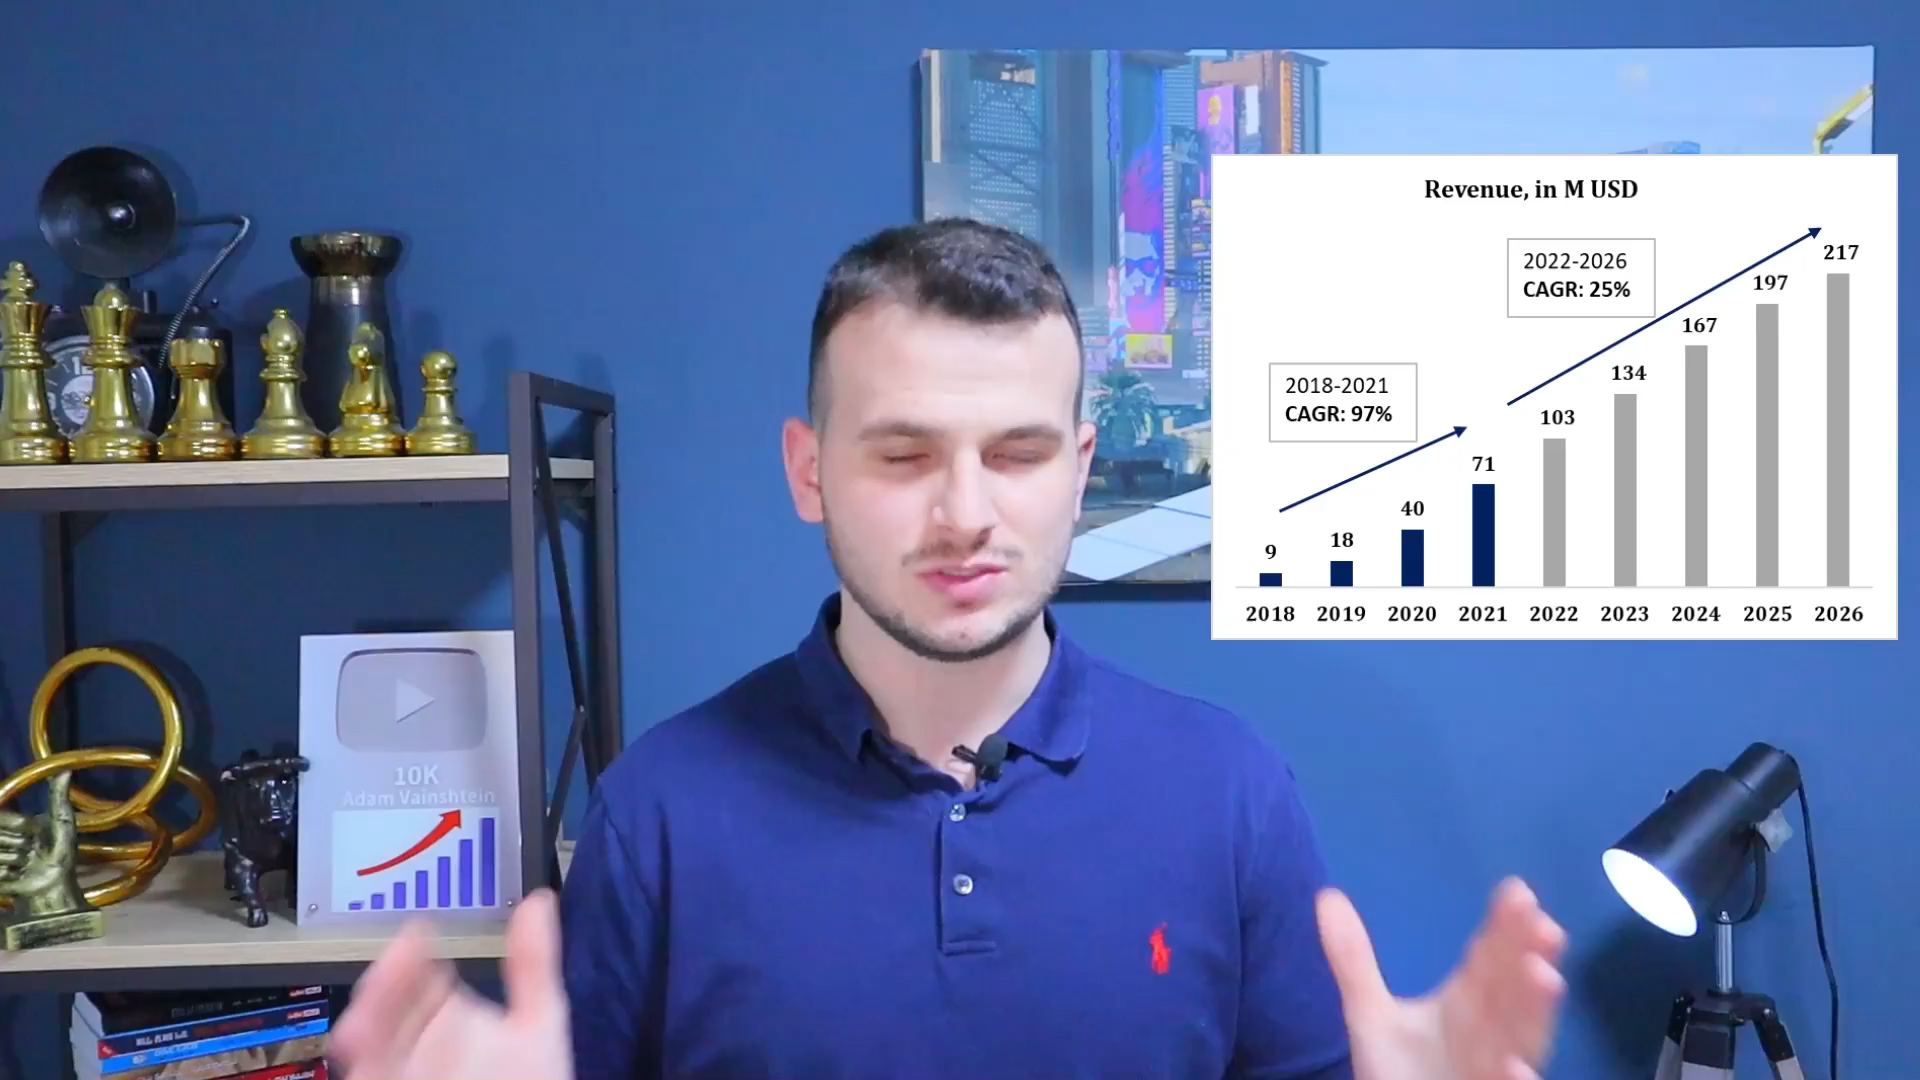 Revenue, in M USD
2022-2026
CAGR: 25%
2018-2021
CAGR: 97%
9
18
40
71
103
134
167
197
217
2018 2019 2020 2021 2022 2023 2024 2025 2026
10K
Adam Vainshtein